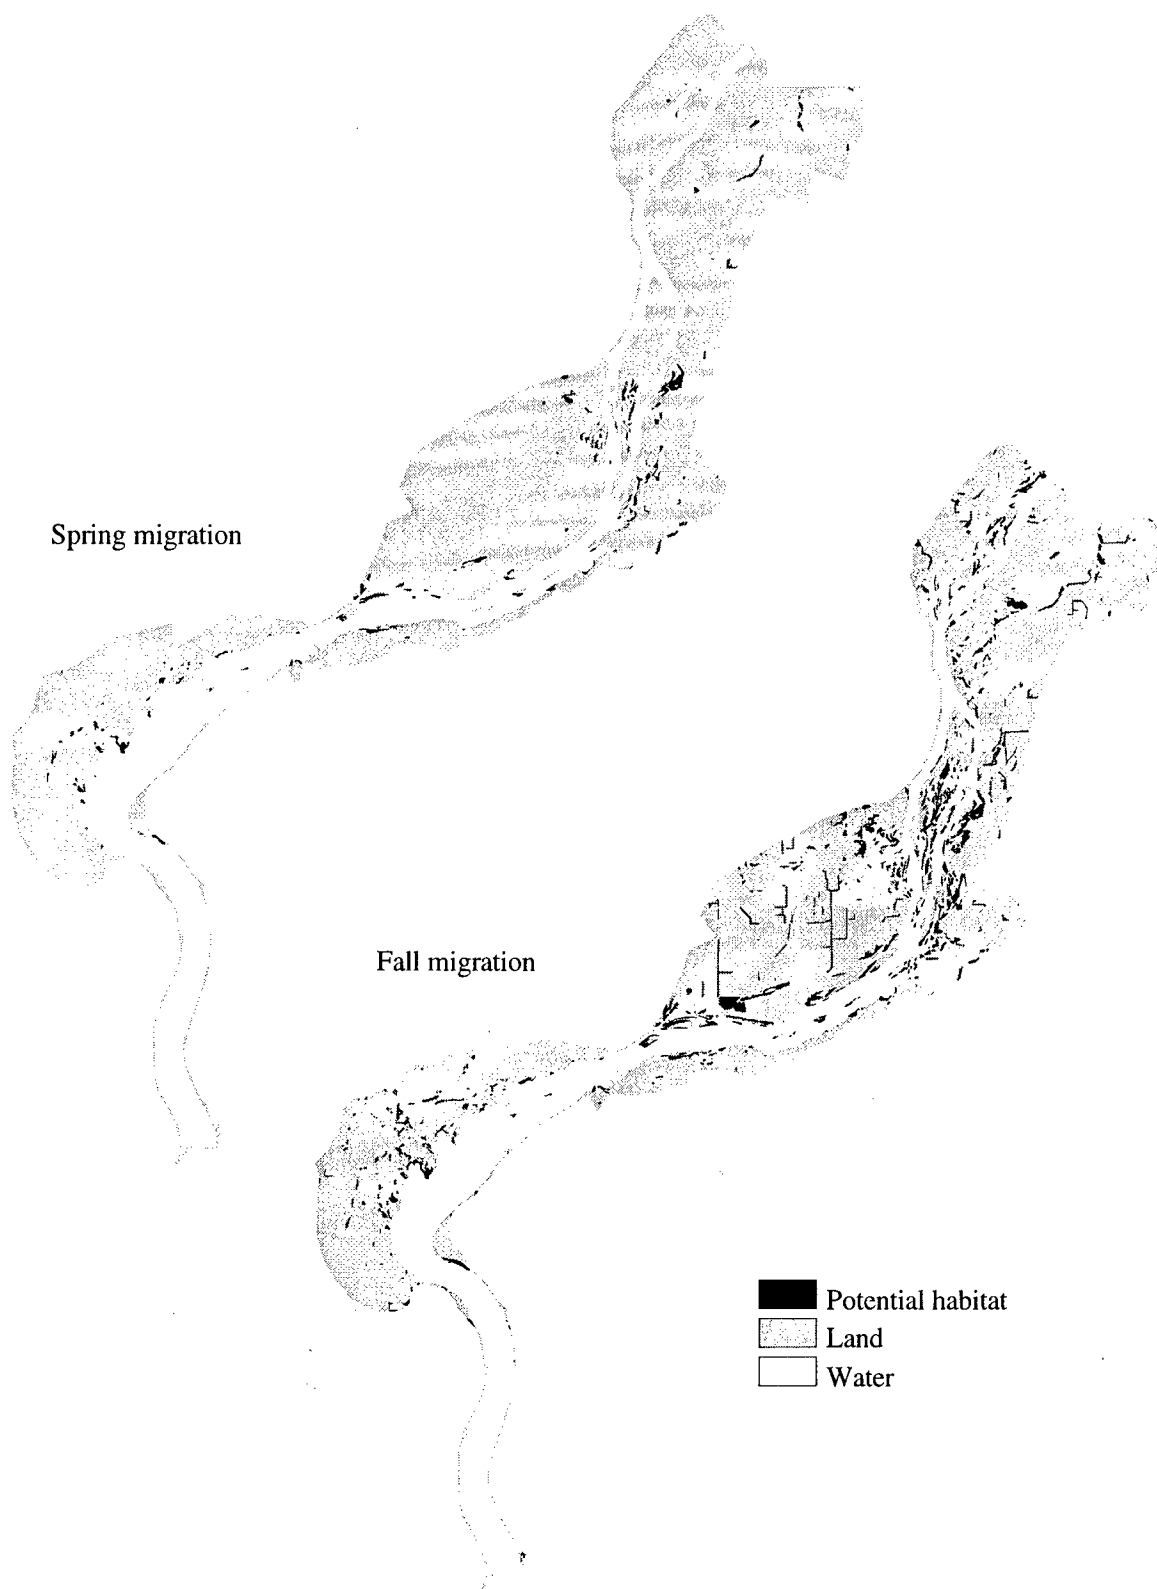 Spring migration
Fall migration
Potential habitat
Land
Water